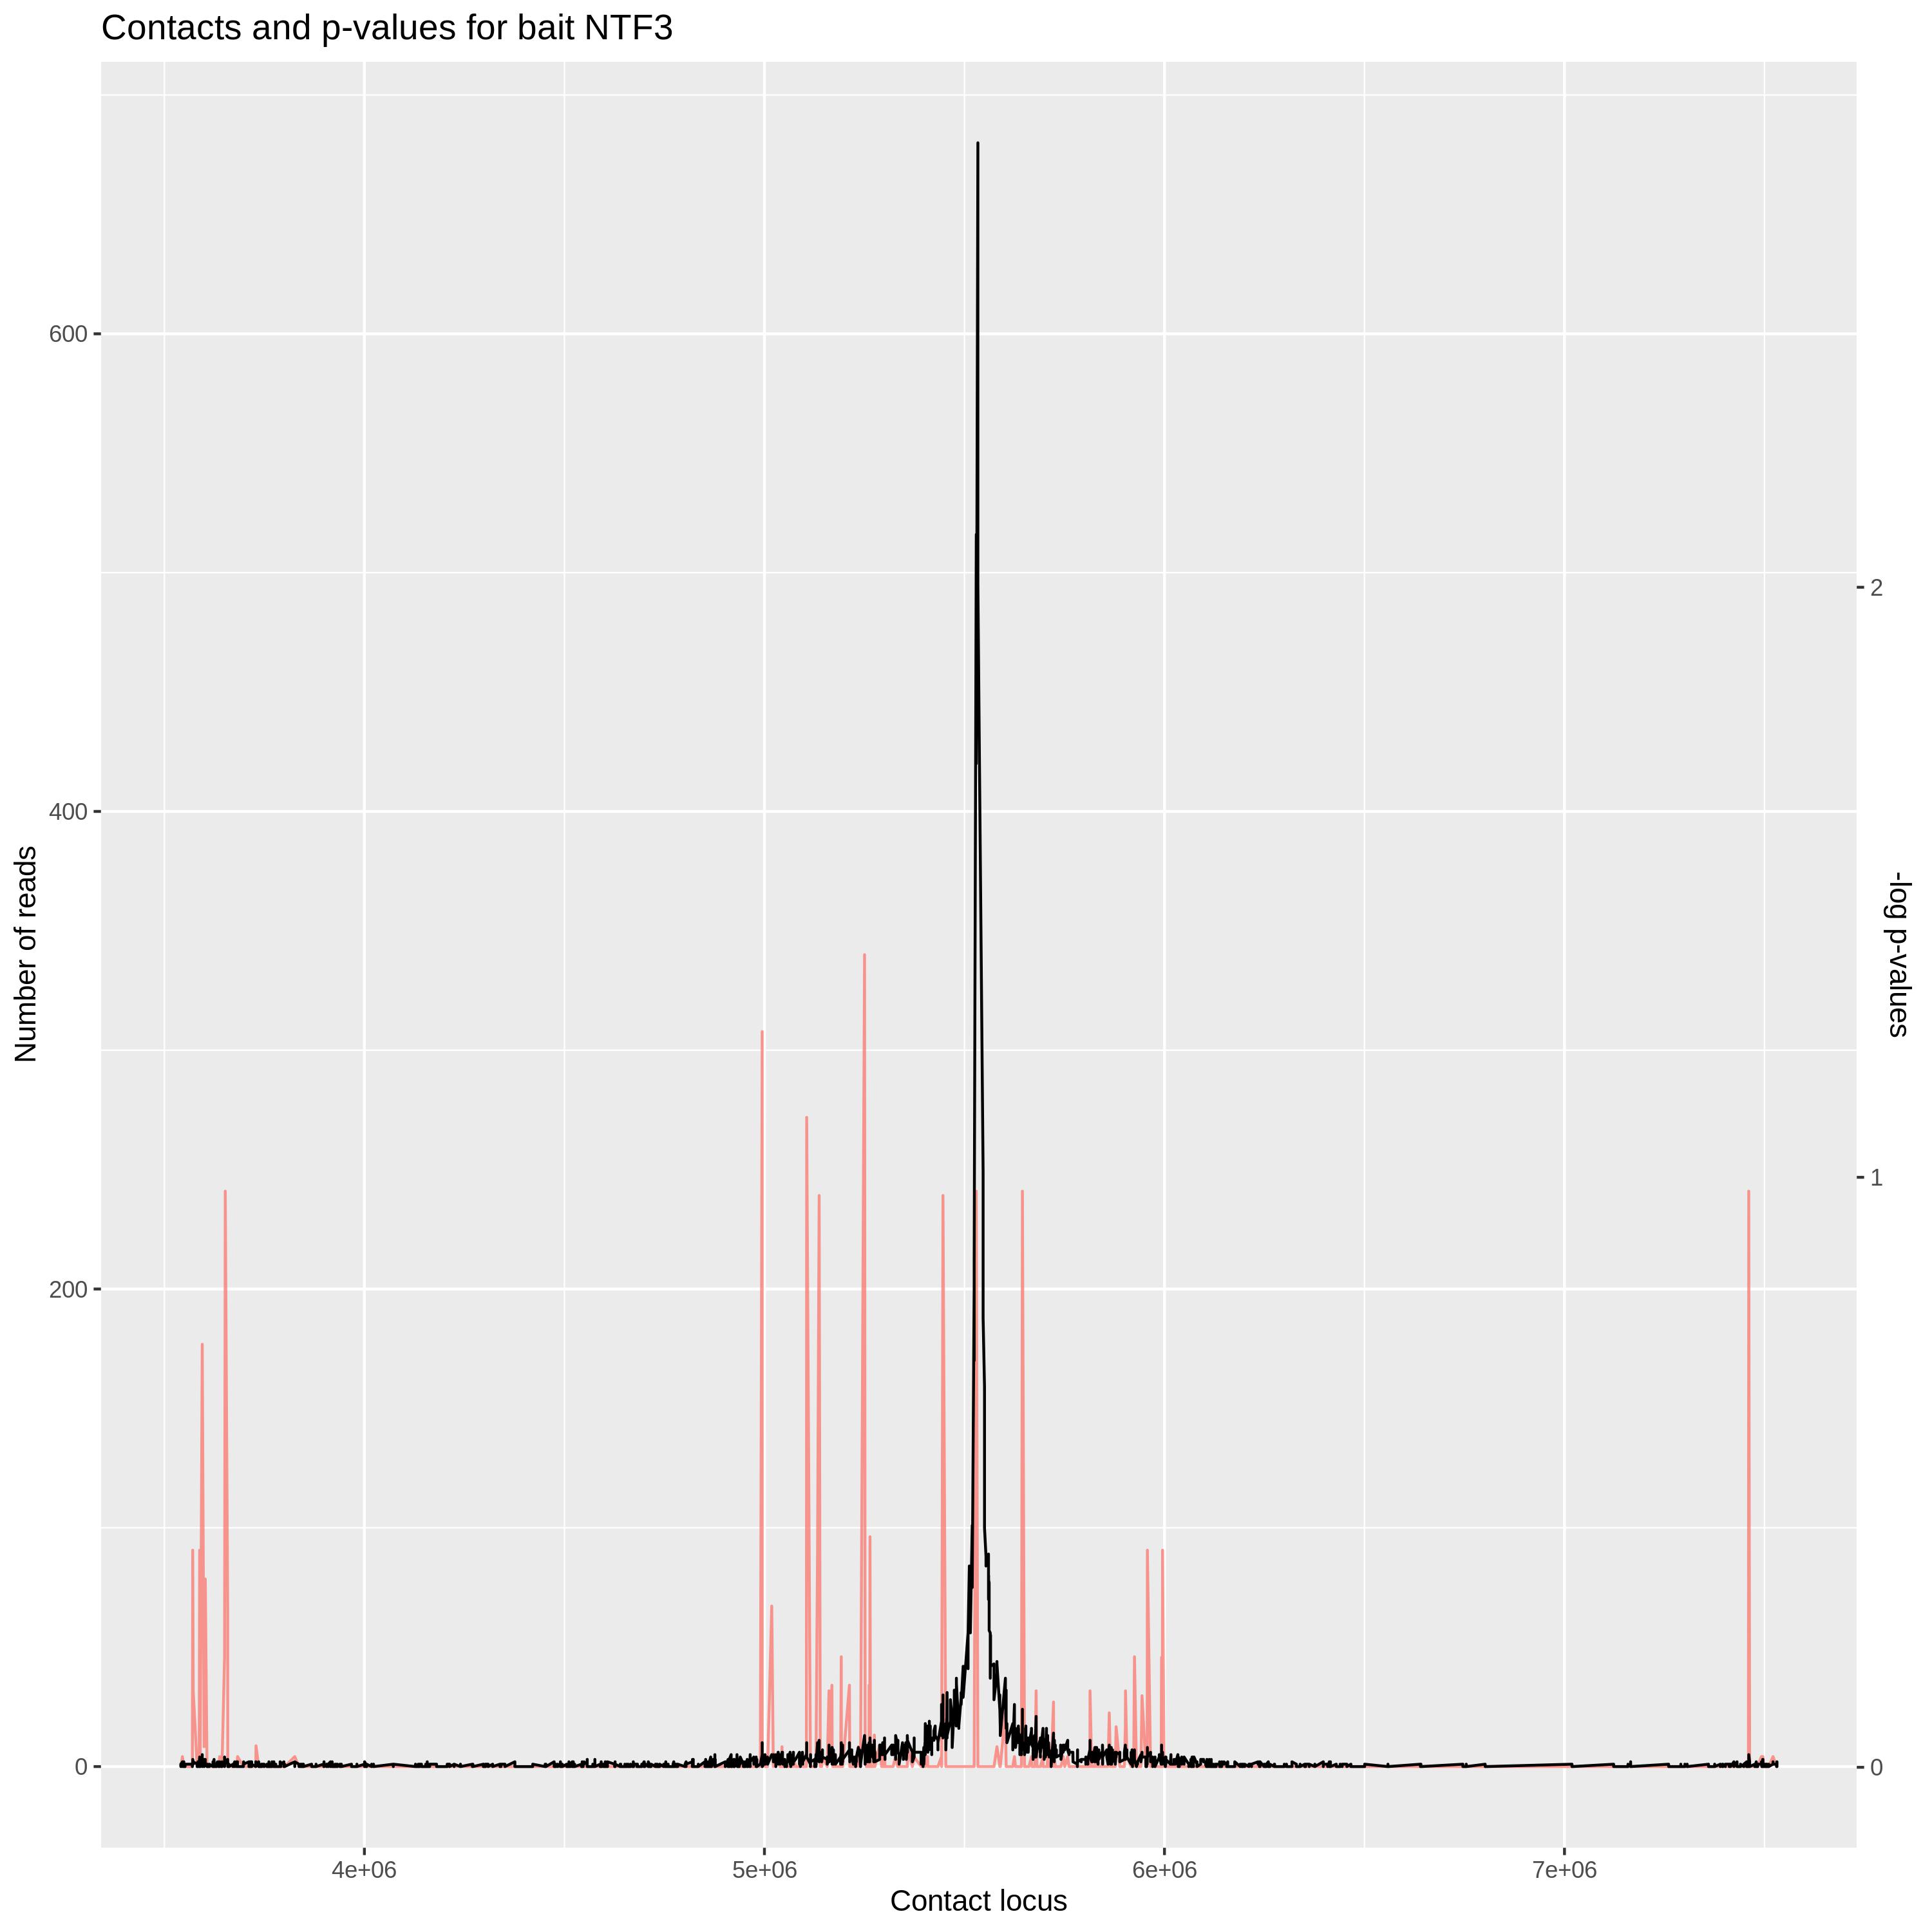 Contacts and p-values for bait NTF3
Number of reads
600
400
200
0
-log p-values
2
1
0
4e+06
5e+06
6e+06
7e+06
Contact locus